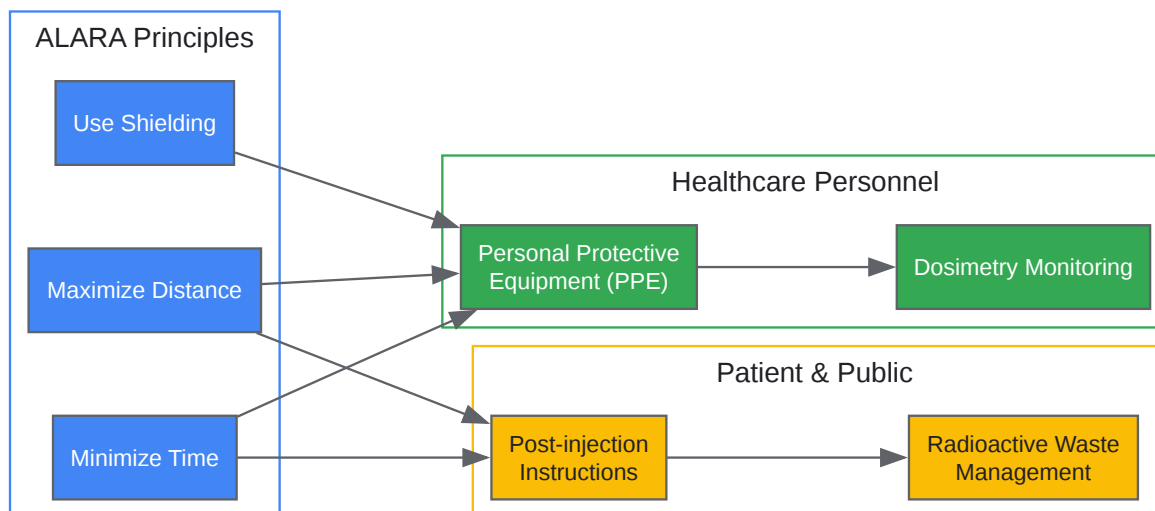 ALARA Principles
Use Shielding
Maximize Distance
Minimize Time
Healthcare Personnel
Personal Protective
Equipment (PPE)
Dosimetry Monitoring
Patient & Public
Post-injection
Instructions
Radioactive Waste
Management